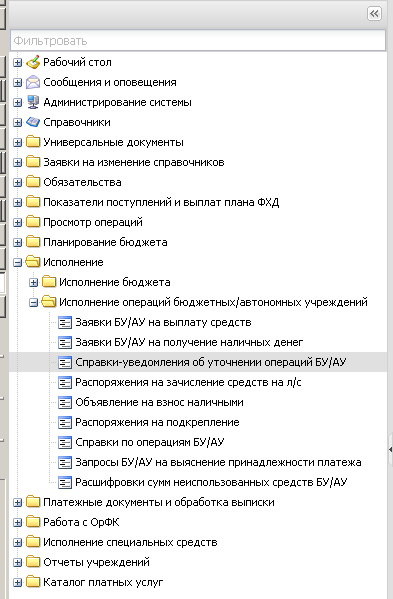 Фильтровать
Рабочий стол
Сообщения и оповещения
Администрирование системы
Справочники
Универсальные документы
Заявки на изменение справочников
Обязательства
Показатели поступлений и выплат плана ФХД
Просмотр операций
Планирование бюджета
Исполнение
Исполнение бюджета
Исполнение операций бюджетных/автономных учреждений
Заявки БУ/АУ на выплату средств
Заявки БУ/АУ на получение наличных денег
Справки-уведомления об уточнении операций БУ/АУ
Распоряжения на зачисление средств на л/с
Объявление на взнос наличными
Распоряжения на подкрепление
Справки по операциям БУ/АУ
Запросы БУ/АУ на выяснение принадлежности платежа
Расшифровки сумм неиспользованных средств БУ/АУ
Платежные документы и обработка выписки
Работа с ОрФК
Исполнение специальных средств
Отчеты учреждений
Каталог платных услуг